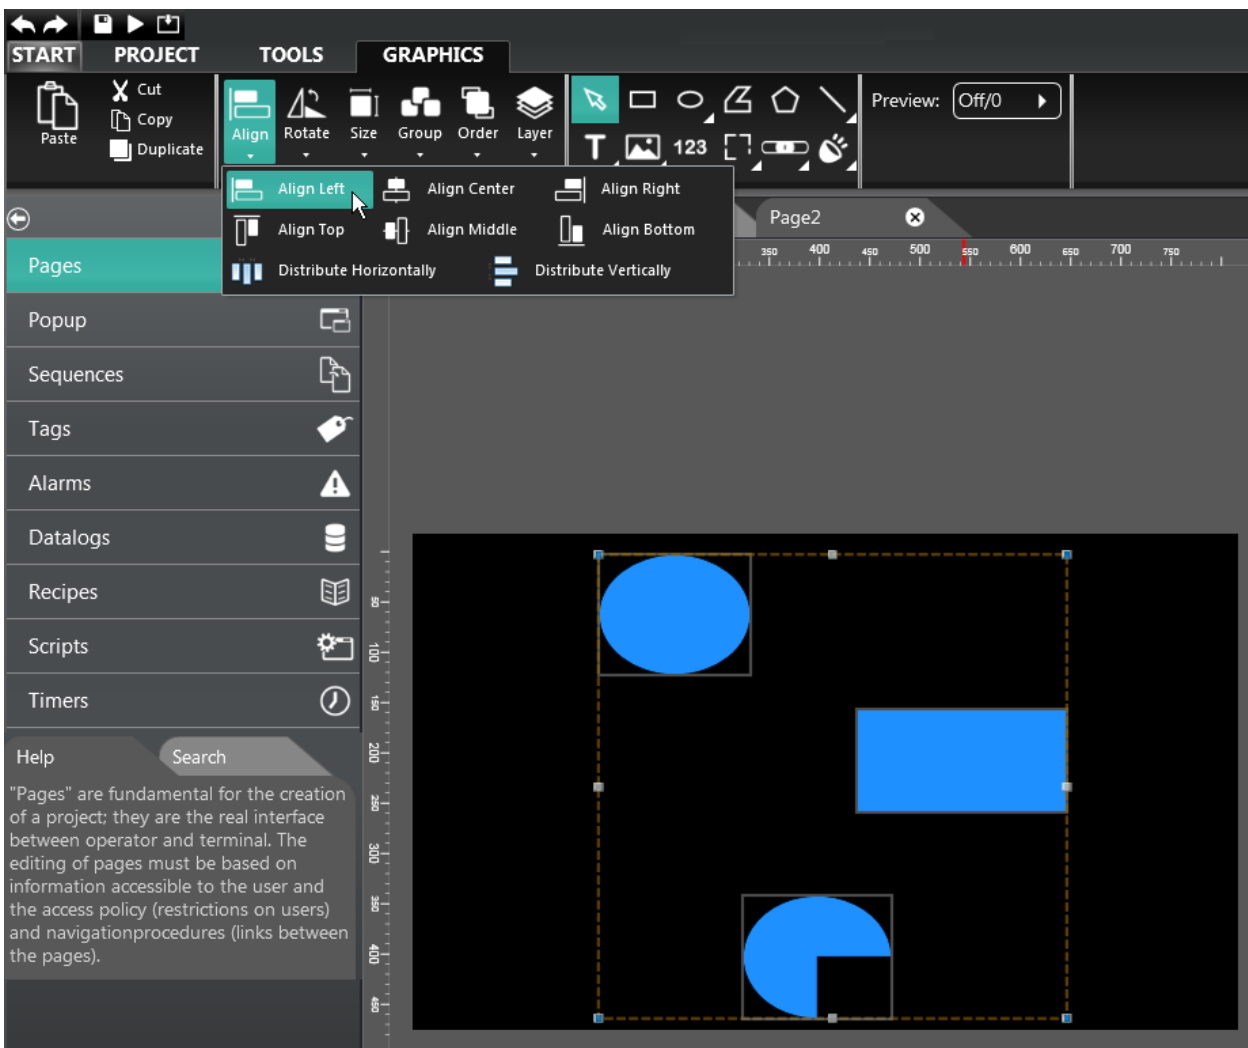 START PROJECT TOOLS GRAPHICS
Paste
Cut
Copy
Duplicate
Align Rotate Size Group Order Layer
T 123
Preview: Off/0
Align Left Align Center Align Right
Align Top Align Middle Align Bottom
Distribute Horizontally Distribute Vertically
Page2
350 400 450 500 550 600 650 700 750
Pages
Popup
Sequences
Tags
Alarms
Datalogs
Recipes
Scripts
Timers
50
100
150
200
250
300
350
400
450
Help Search
"Pages" are fundamental for the creation
of a project; they are the real interface
between operator and terminal. The
editing of pages must be based on
information accessible to the user and
the access policy (restrictions on users)
and navigationprocedures (links between
the pages).